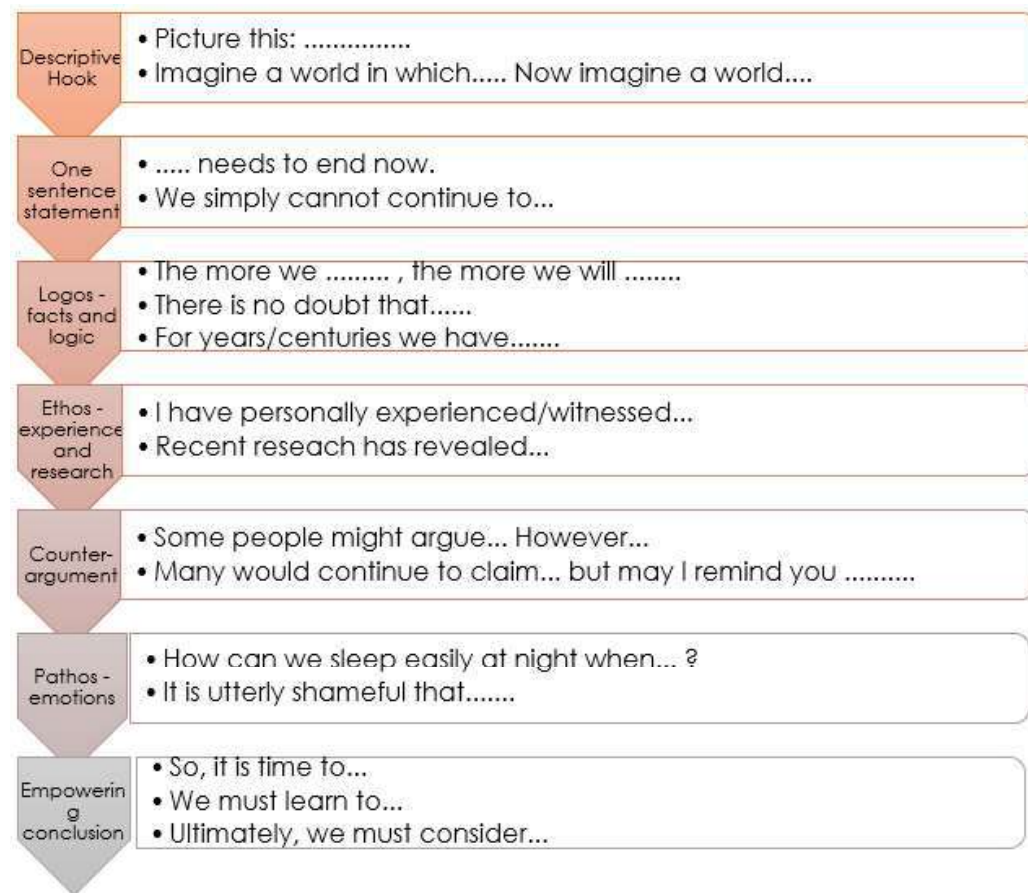 Descriptive
Hook
• Picture this: ...............
• Imagine a world in which..... Now imagine a world....
One
sentence
statement
• ..... needs to end now.
• We simply cannot continue to...
Logos -
facts and
logic
• The more we ......... , the more we will ........
• There is no doubt that......
• For years/centuries we have.......
Ethos -
experience
and
research
• I have personally experienced/witnessed...
• Recent reseach has revealed...
Counter-
argument
• Some people might argue... However...
• Many would continue to claim... but may I remind you ..........
Pathos -
emotions
• How can we sleep easily at night when... ?
• It is utterly shameful that.......
Empowerin
g
conclusion
• So, it is time to...
• We must learn to...
• Ultimately, we must consider...